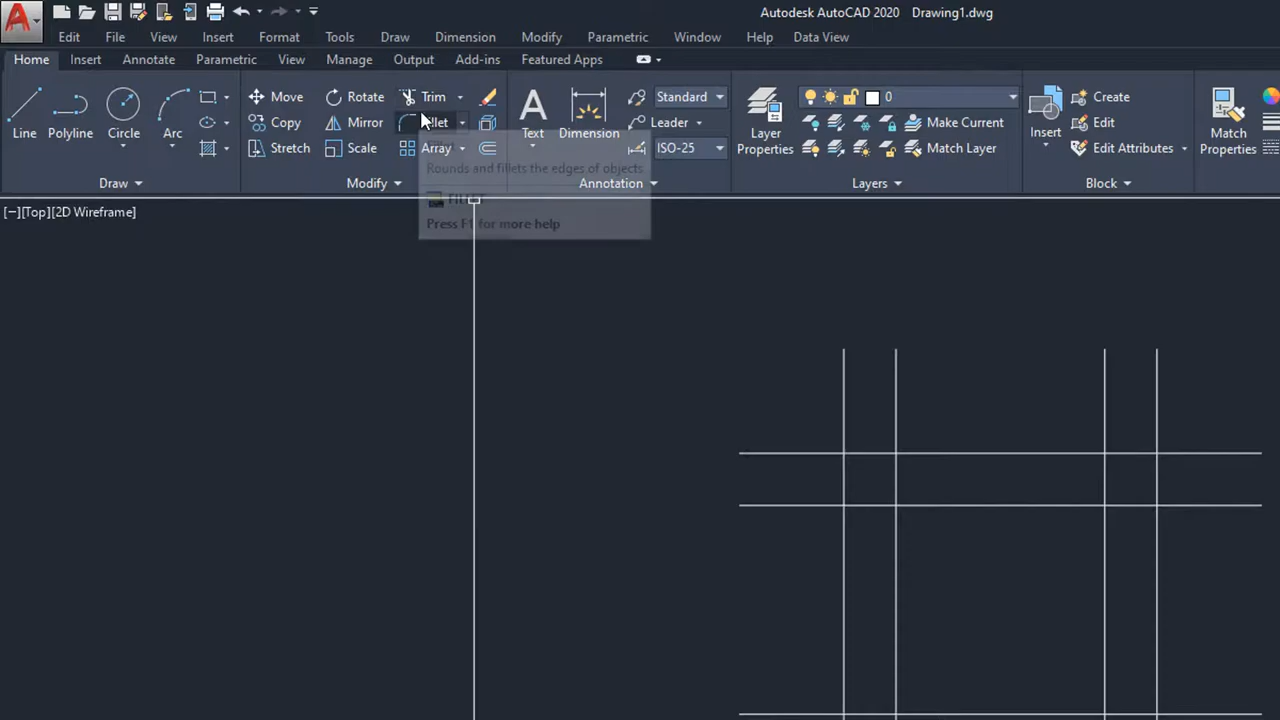 Autodesk AutoCAD 2020 Drawing1.dwg
Edit File View Insert Format Tools Draw Dimension Modify Parametric Window Help Data View
Home Insert Annotate Parametric View Manage Output Add-ins Featured Apps
Line Polyline Circle Arc
Move Rotate Trim
Copy Mirror
Stretch Scale Array
Text Dimension
Standard
Leader
ISO-25
Layer Properties
0
Make Current
Match Layer
Insert
Create
Edit
Edit Attributes
Match Properties
Draw Modify Annotation Layers Block
Rounds and fillets the edges of objects
Press F1 for more help
[−][Top][2D Wireframe]